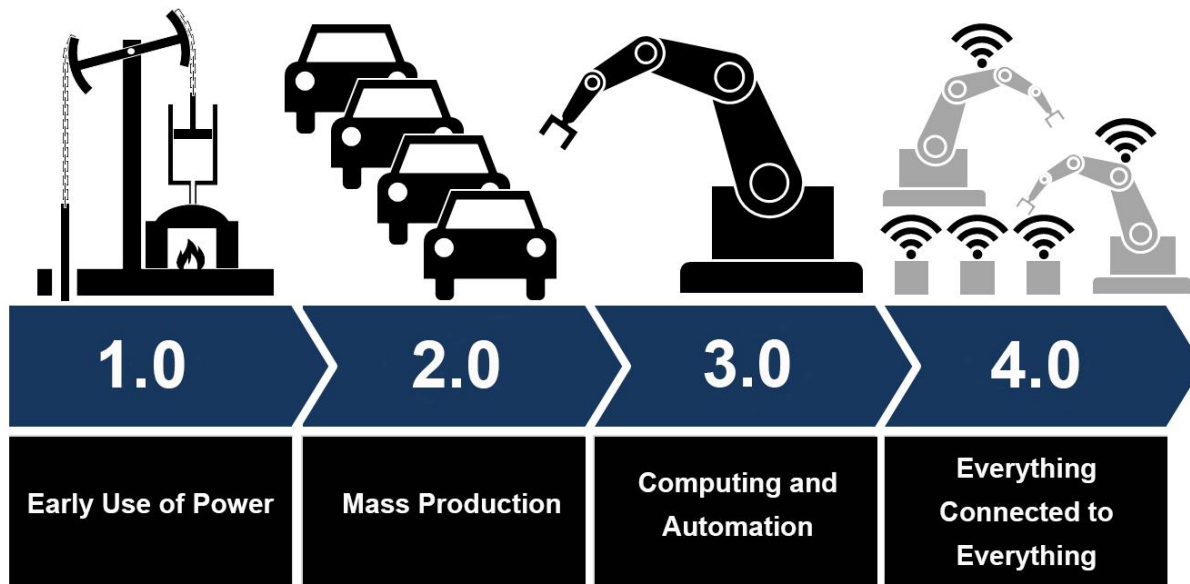 1.0
2.0
3.0
4.0
Early Use of Power
Mass Production
Computing and
Automation
Everything
Connected to
Everything